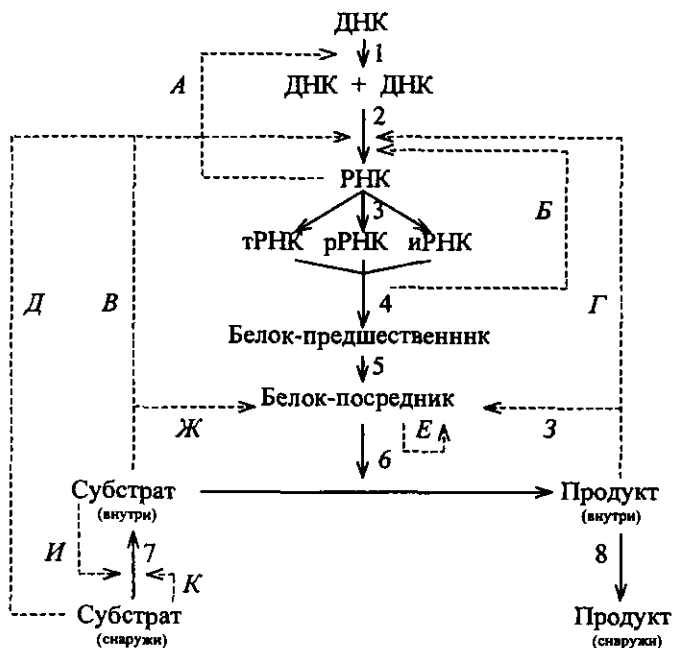 ДНК
1
А
ДНК + ДНК
2
РНК
3
Б
тРНК рРНК иРНК
Д В 4 Г
Белок-предшественннк
5
Белок-посредник
Ж Е З
6
Субстрат Продукт
(внутри) (внутри)
И 7 К 8
Субстрат Продукт
(снаружи) (снаружи)